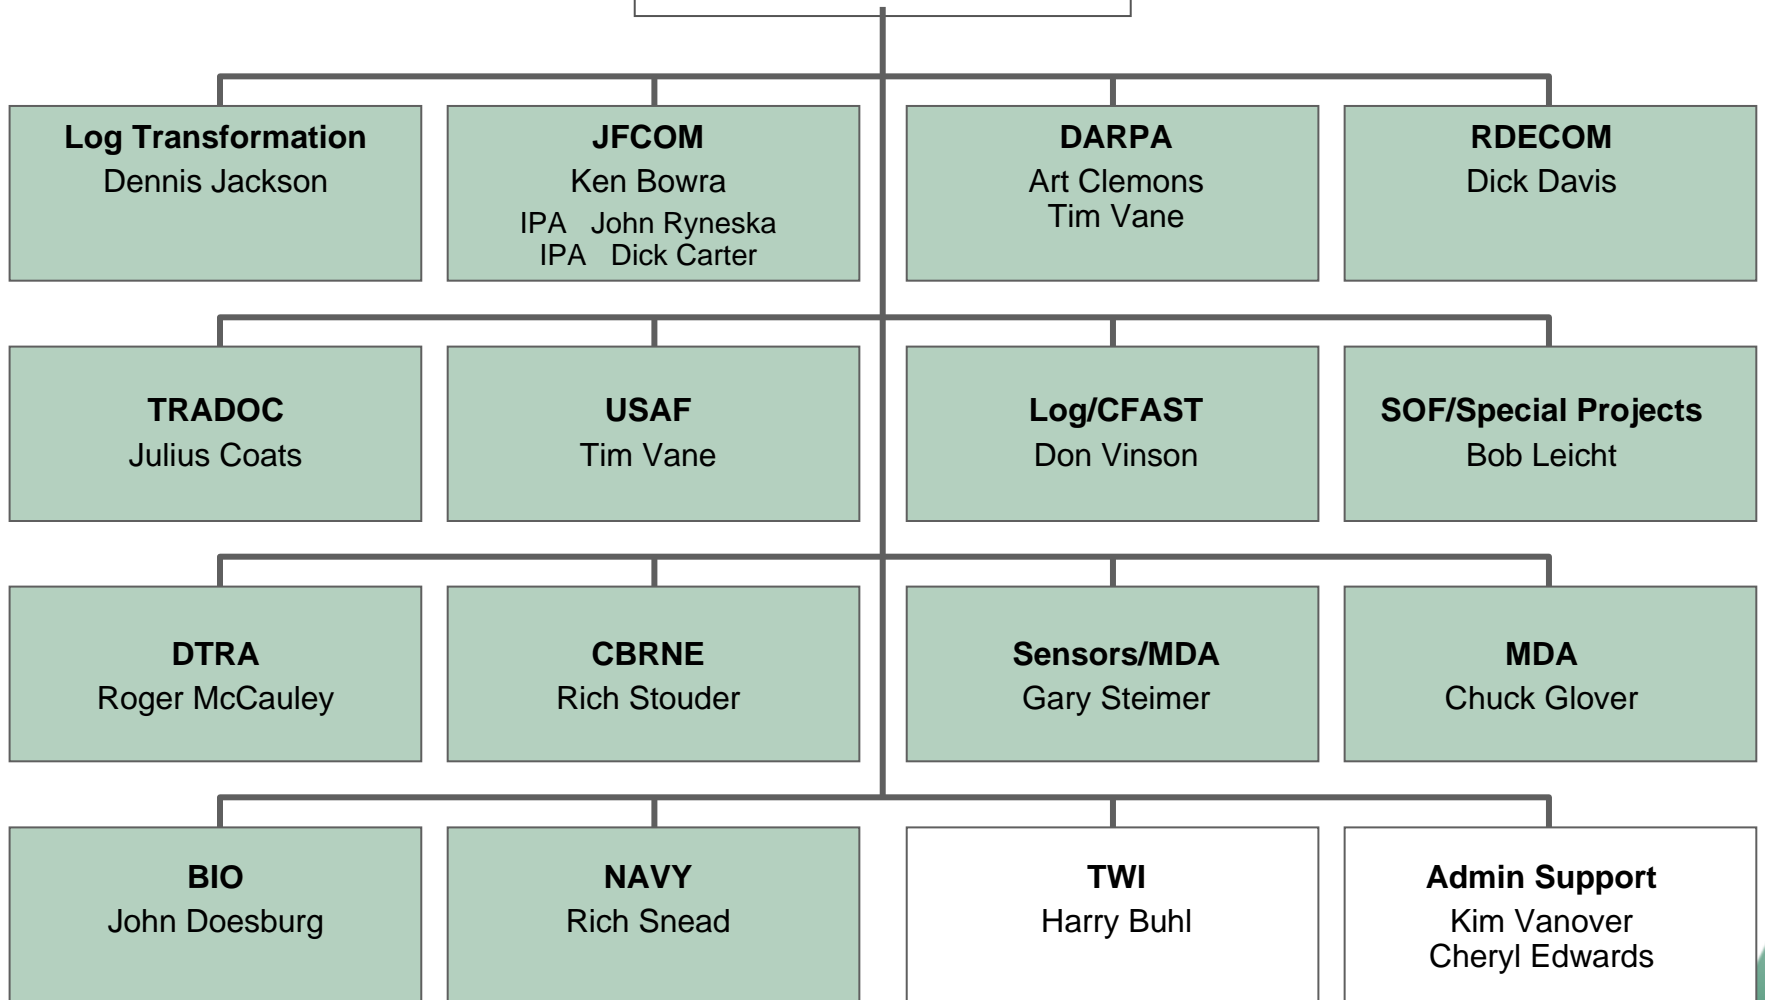 Log Transformation
Dennis Jackson
JFCOM
Ken Bowra
IPA John Ryneska
IPA Dick Carter
DARPA
Art Clemons
Tim Vane
RDECOM
Dick Davis
TRADOC
Julius Coats
USAF
Tim Vane
Log/CFAST
Don Vinson
SOF/Special Projects
Bob Leicht
DTRA
Roger McCauley
CBRNE
Rich Stouder
Sensors/MDA
Gary Steimer
MDA
Chuck Glover
BIO
John Doesburg
NAVY
Rich Snead
TWI
Harry Buhl
Admin Support
Kim Vanover
Cheryl Edwards